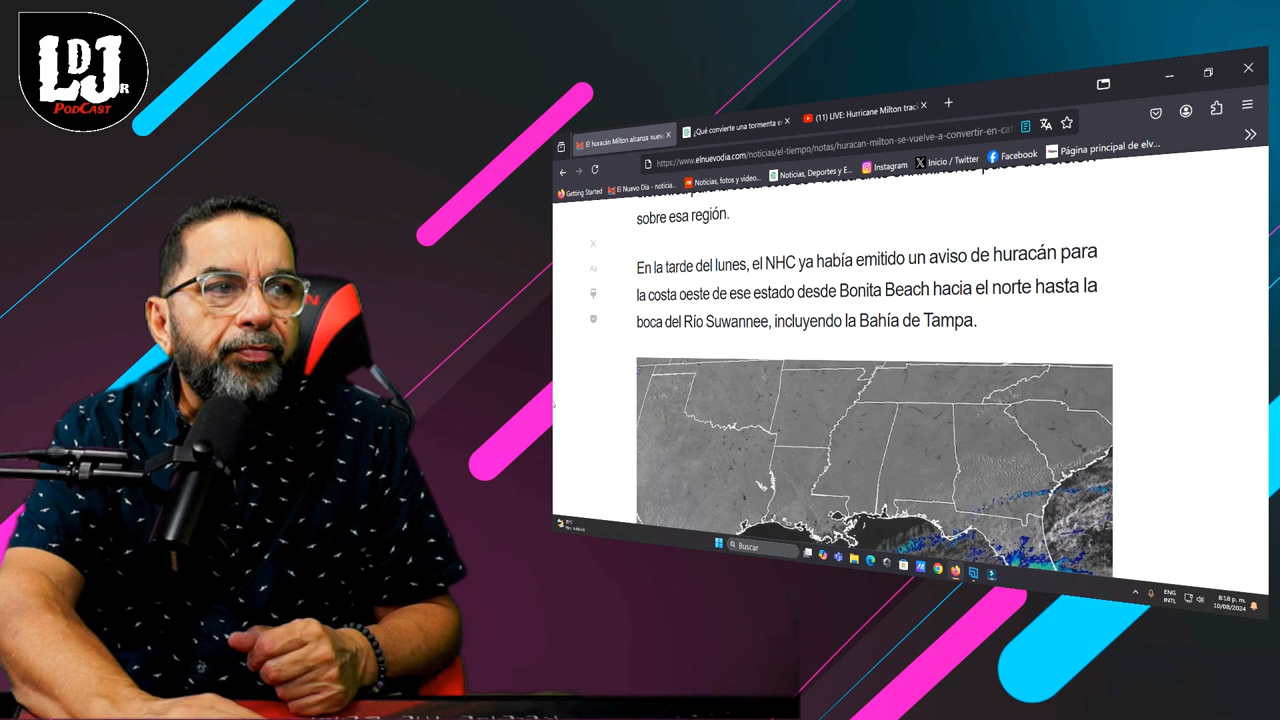 LDJR
PODCAST
El huracán Milton alcanza nuev
¿Qué convierte una tormenta e
(11) LIVE: Hurricane Milton trac
https://www.elnuevodia.com/noticias/el-tiempo/notas/huracan-milton-se-vuelve-a-convertir-en-cat
Getting Started
El Nuevo Día - noticia...
Noticias, fotos y video...
Noticias, Deportes y E...
Instagram
Inicio / Twitter
Facebook
Página principal de elv...
sobre esa región.
En la tarde del lunes, el NHC ya había emitido un aviso de huracán para
la costa oeste de ese estado desde Bonita Beach hacia el norte hasta la
boca del Río Suwannee, incluyendo la Bahía de Tampa.
Buscar
ENG
INTL
8:18 p. m.
10/08/2024